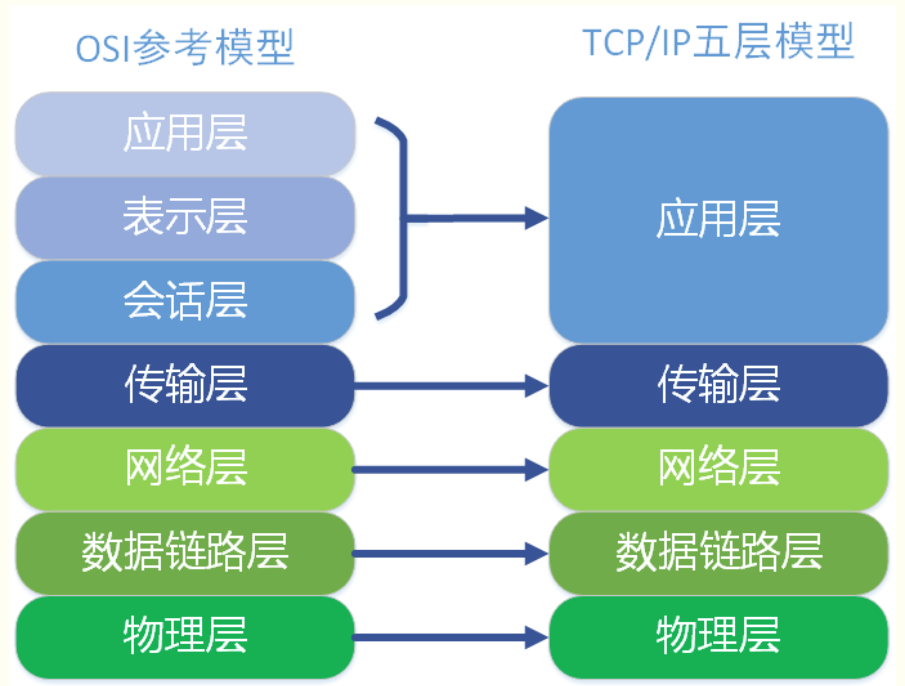 OSI参考模型
TCP/IP五层模型
应用层
表示层
会话层
传输层
网络层
数据链路层
物理层
应用层
传输层
网络层
数据链路层
物理层